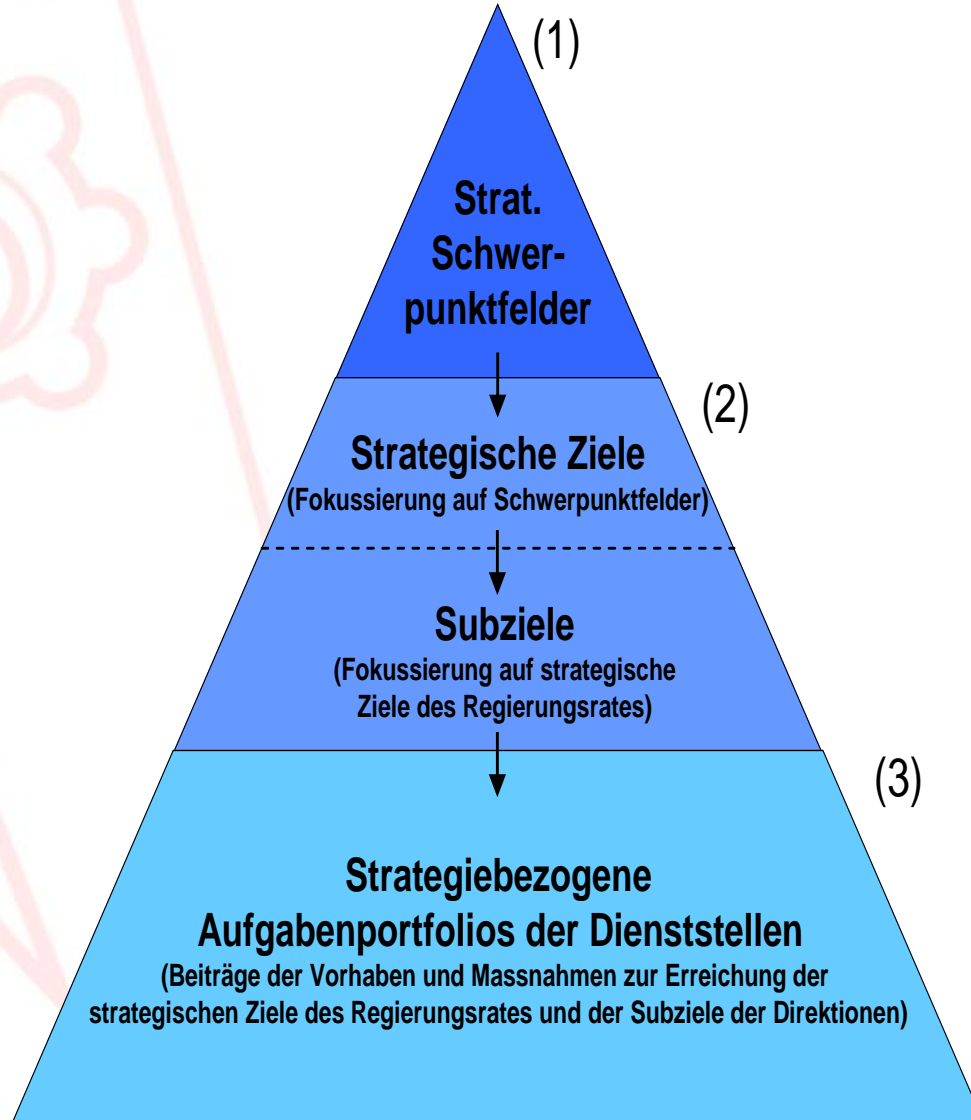 (1)
Strat.
Schwer-
punktfelder
(2)
Strategische Ziele
(Fokussierung auf Schwerpunktfelder)
Subziele
(Fokussierung auf strategische
Ziele des Regierungsrates)
(3)
Strategiebezogene
Aufgabenportfolios der Dienststellen
(Beiträge der Vorhaben und Massnahmen zur Erreichung der
strategischen Ziele des Regierungsrates und der Subziele der Direktionen)